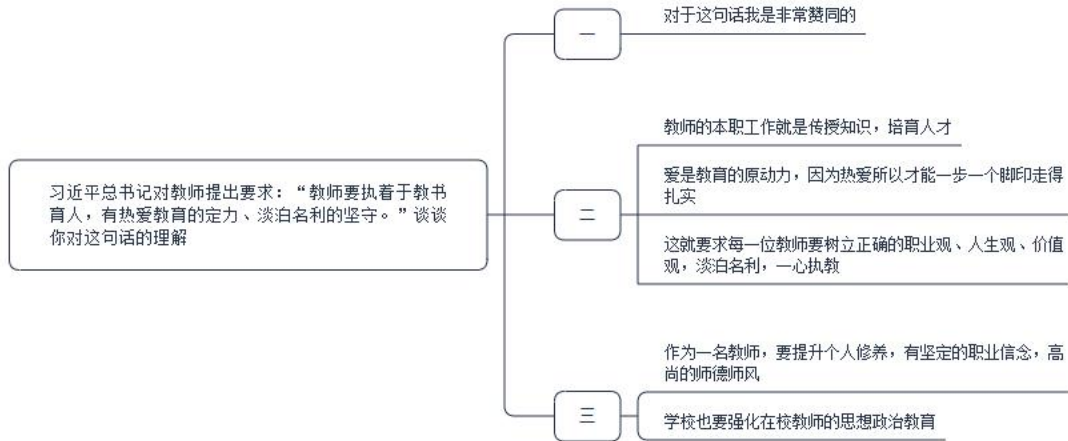 习近平总书记对教师提出要求：“教师要执着于教书
育人，有热爱教育的定力、淡泊名利的坚守。”谈谈
你对这句话的理解
一
对于这句话我是非常赞同的
二
教师的本职工作就是传授知识，培育人才
爱是教育的原动力，因为热爱所以才能一步一个脚印走得
扎实
这就要求每一位教师要树立正确的职业观、人生观、价值
观，淡泊名利，一心执教
三
作为一名教师，要提升个人修养，有坚定的职业信念，高
尚的师德师风
学校也要强化在校教师的思想政治教育